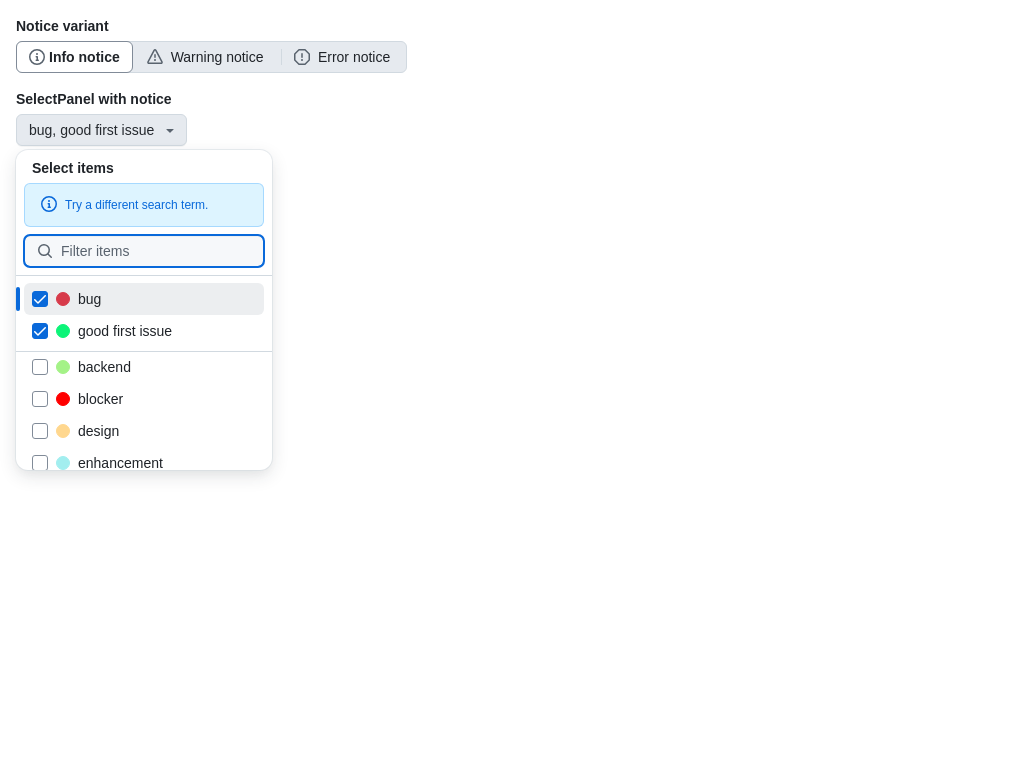 Notice variant
Info notice
Warning notice
Error notice
SelectPanel with notice
bug, good first issue
Select items
Try a different search term.
Filter items
bug
good first issue
backend
blocker
design
enhancement